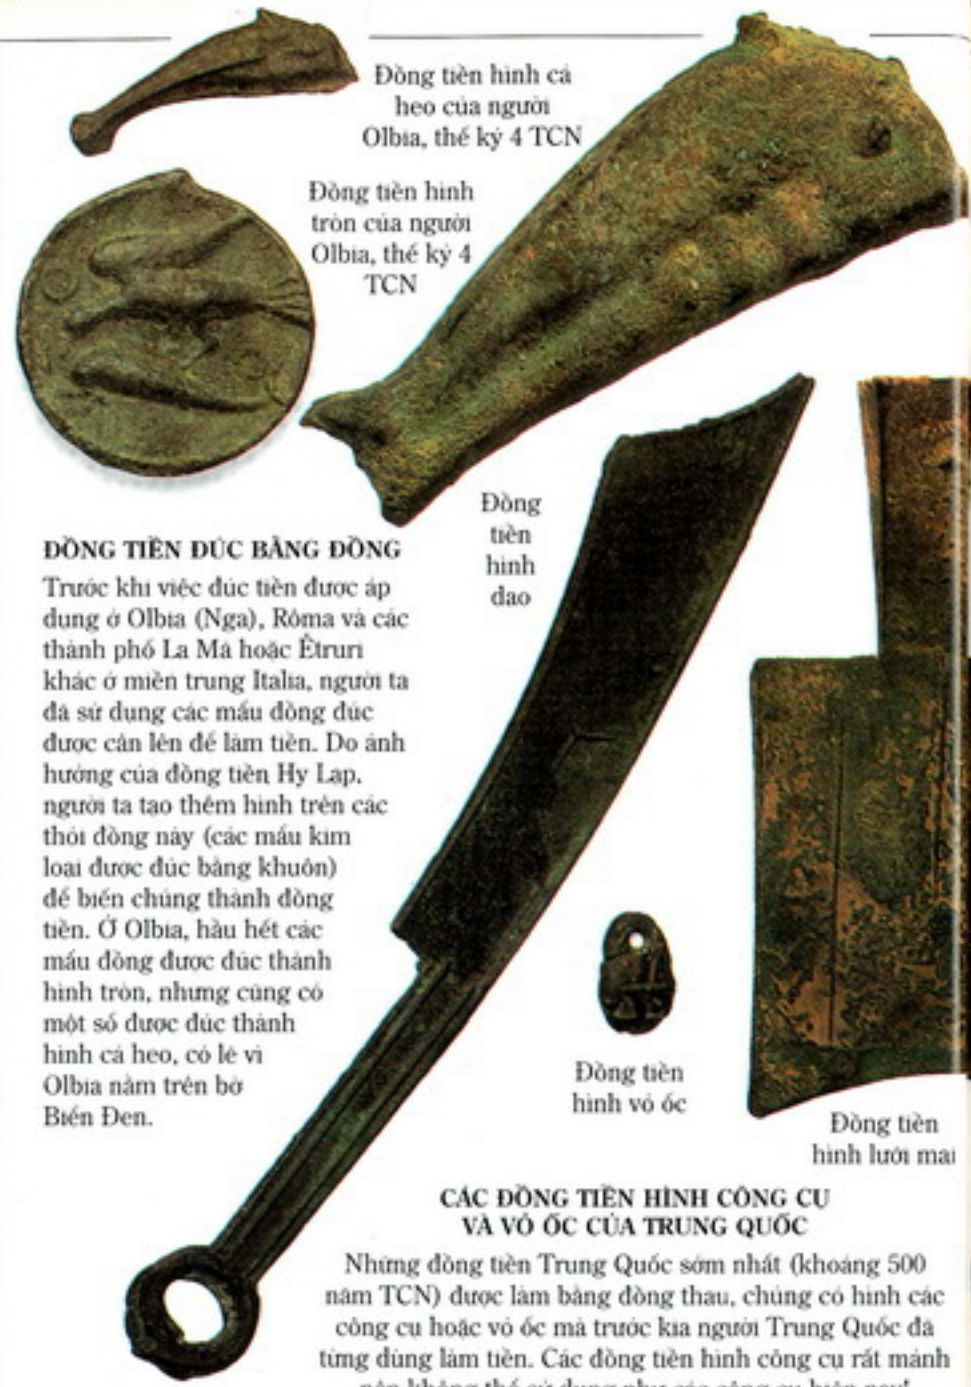 Đồng tiền hình cá
heo của người
Olbia, thế kỷ 4 TCN
Đồng tiền hình
tròn của người
Olbia, thế kỷ 4
TCN
Đồng
tiền
hình
dao
ĐỒNG TIỀN ĐÚC BẰNG ĐỒNG
Trước khi việc đúc tiền được áp
dụng ở Olbia (Nga), Rôma và các
thành phố La Mã hoặc Êtruri
khác ở miền trung Italia, người ta
đã sử dụng các mẩu đồng đúc
được cân lên để làm tiền. Do ảnh
hưởng của đồng tiền Hy Lạp,
người ta tạo thêm hình trên các
thỏi đồng này (các mẩu kim
loại được đúc bằng khuôn)
để biến chúng thành đồng
tiền. Ở Olbia, hầu hết các
mẩu đồng được đúc thành
hình tròn, nhưng cũng có
một số được đúc thành
hình cá heo, có lẽ vì
Olbia nằm trên bờ
Biển Đen.
Đồng tiền
hình vỏ ốc
Đồng tiền
hình lưỡi mai
CÁC ĐỒNG TIỀN HÌNH CÔNG CỤ
VÀ VỎ ỐC CỦA TRUNG QUỐC
Những đồng tiền Trung Quốc sớm nhất (khoảng 500
năm TCN) được làm bằng đồng thau, chúng có hình các
công cụ hoặc vỏ ốc mà trước kia người Trung Quốc đã
từng dùng làm tiền. Các đồng tiền hình công cụ rất mảnh
nên không thể sử dụng như các công cụ